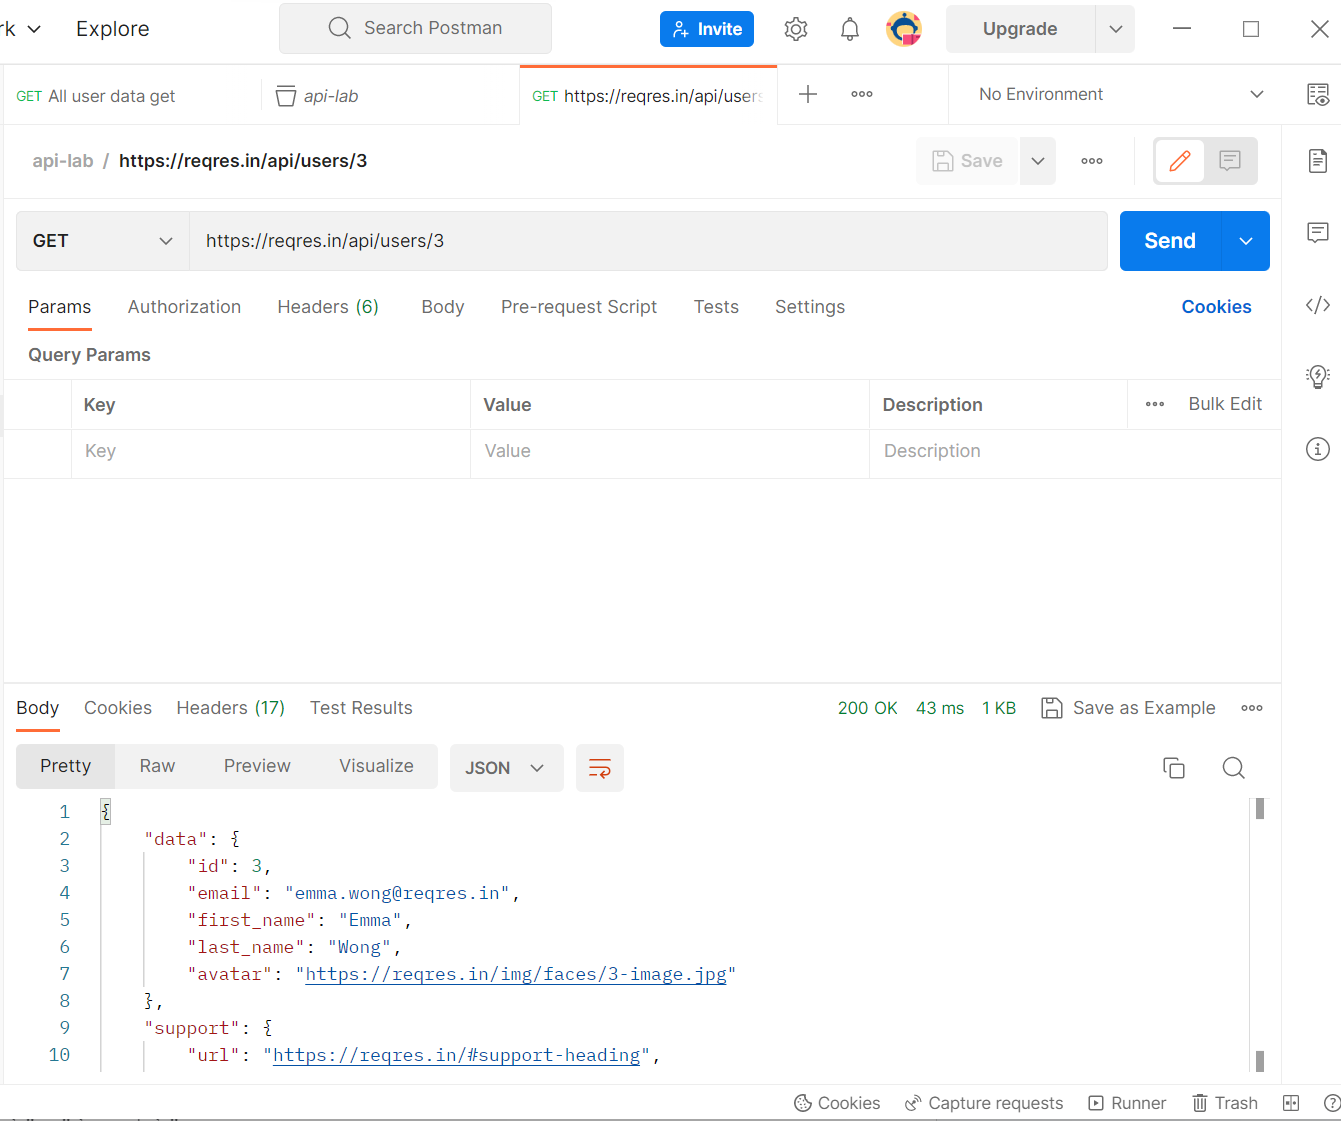 rk Explore Search Postman Invite Upgrade
GET All user data get api-lab GET https://reqres.in/api/users No Environment
api-lab / https://reqres.in/api/users/3 Save
GET https://reqres.in/api/users/3 Send
Params Authorization Headers (6) Body Pre-request Script Tests Settings Cookies
Query Params
Key Value Description Bulk Edit
Key Value Description
Body Cookies Headers (17) Test Results 200 OK 43 ms 1 KB Save as Example
Pretty Raw Preview Visualize JSON
1 {
2 "data": {
3 "id": 3,
4 "email": "emma.wong@reqres.in",
5 "first_name": "Emma",
6 "last_name": "Wong",
7 "avatar": "https://reqres.in/img/faces/3-image.jpg"
8 },
9 "support": {
10 "url": "https://reqres.in/#support-heading",
Cookies Capture requests Runner Trash